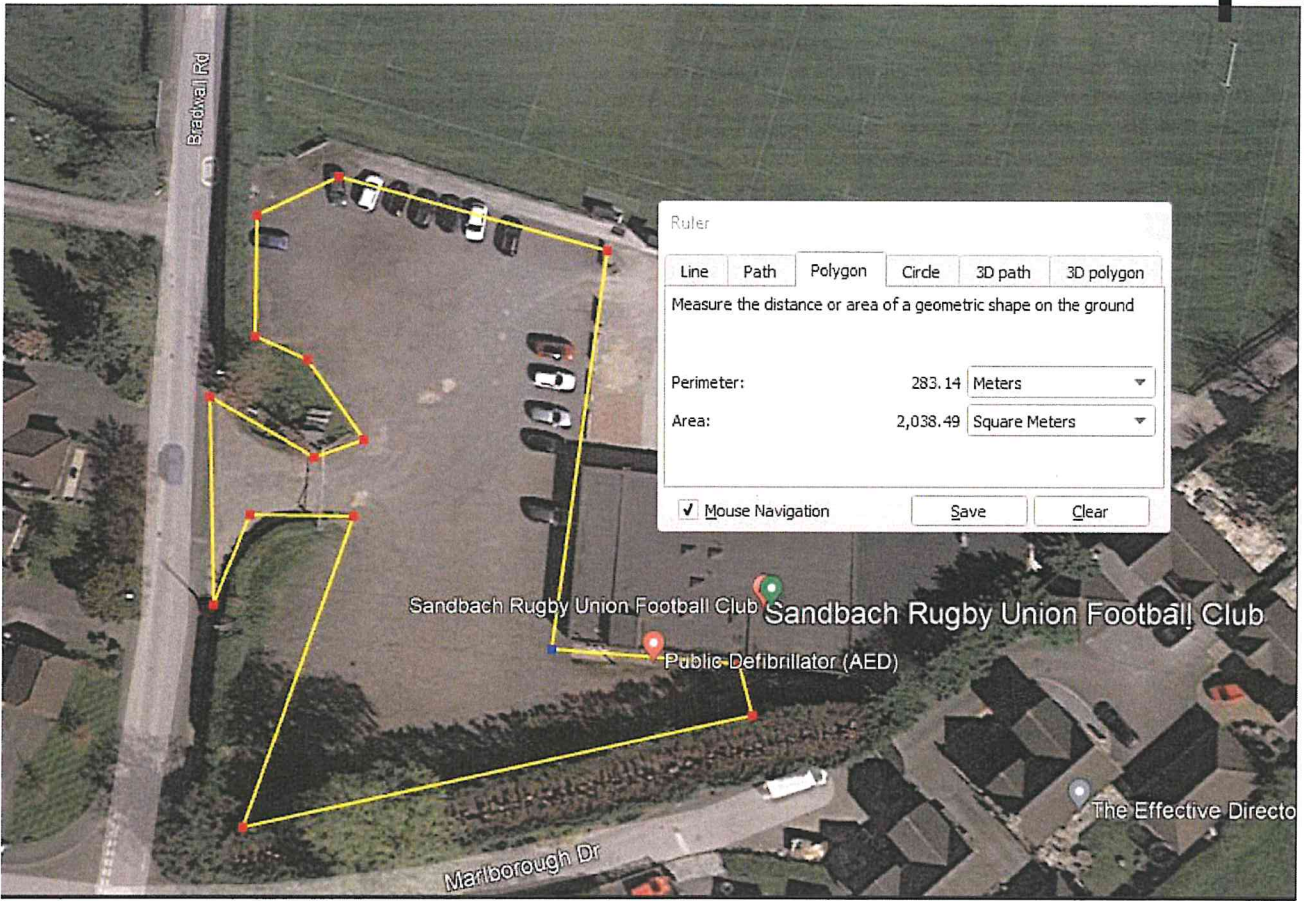 Bradwall Rd
Ruler
Line Path Polygon Circle 3D path 3D polygon
Measure the distance or area of a geometric shape on the ground
Perimeter: 283.14 Meters
Area: 2,038.49 Square Meters
✓ Mouse Navigation Save Clear
Sandbach Rugby Union Football Club
Sandbach Rugby Union Football Club
Public Defibrillator (AED)
The Effective Directo
Marlborough Dr